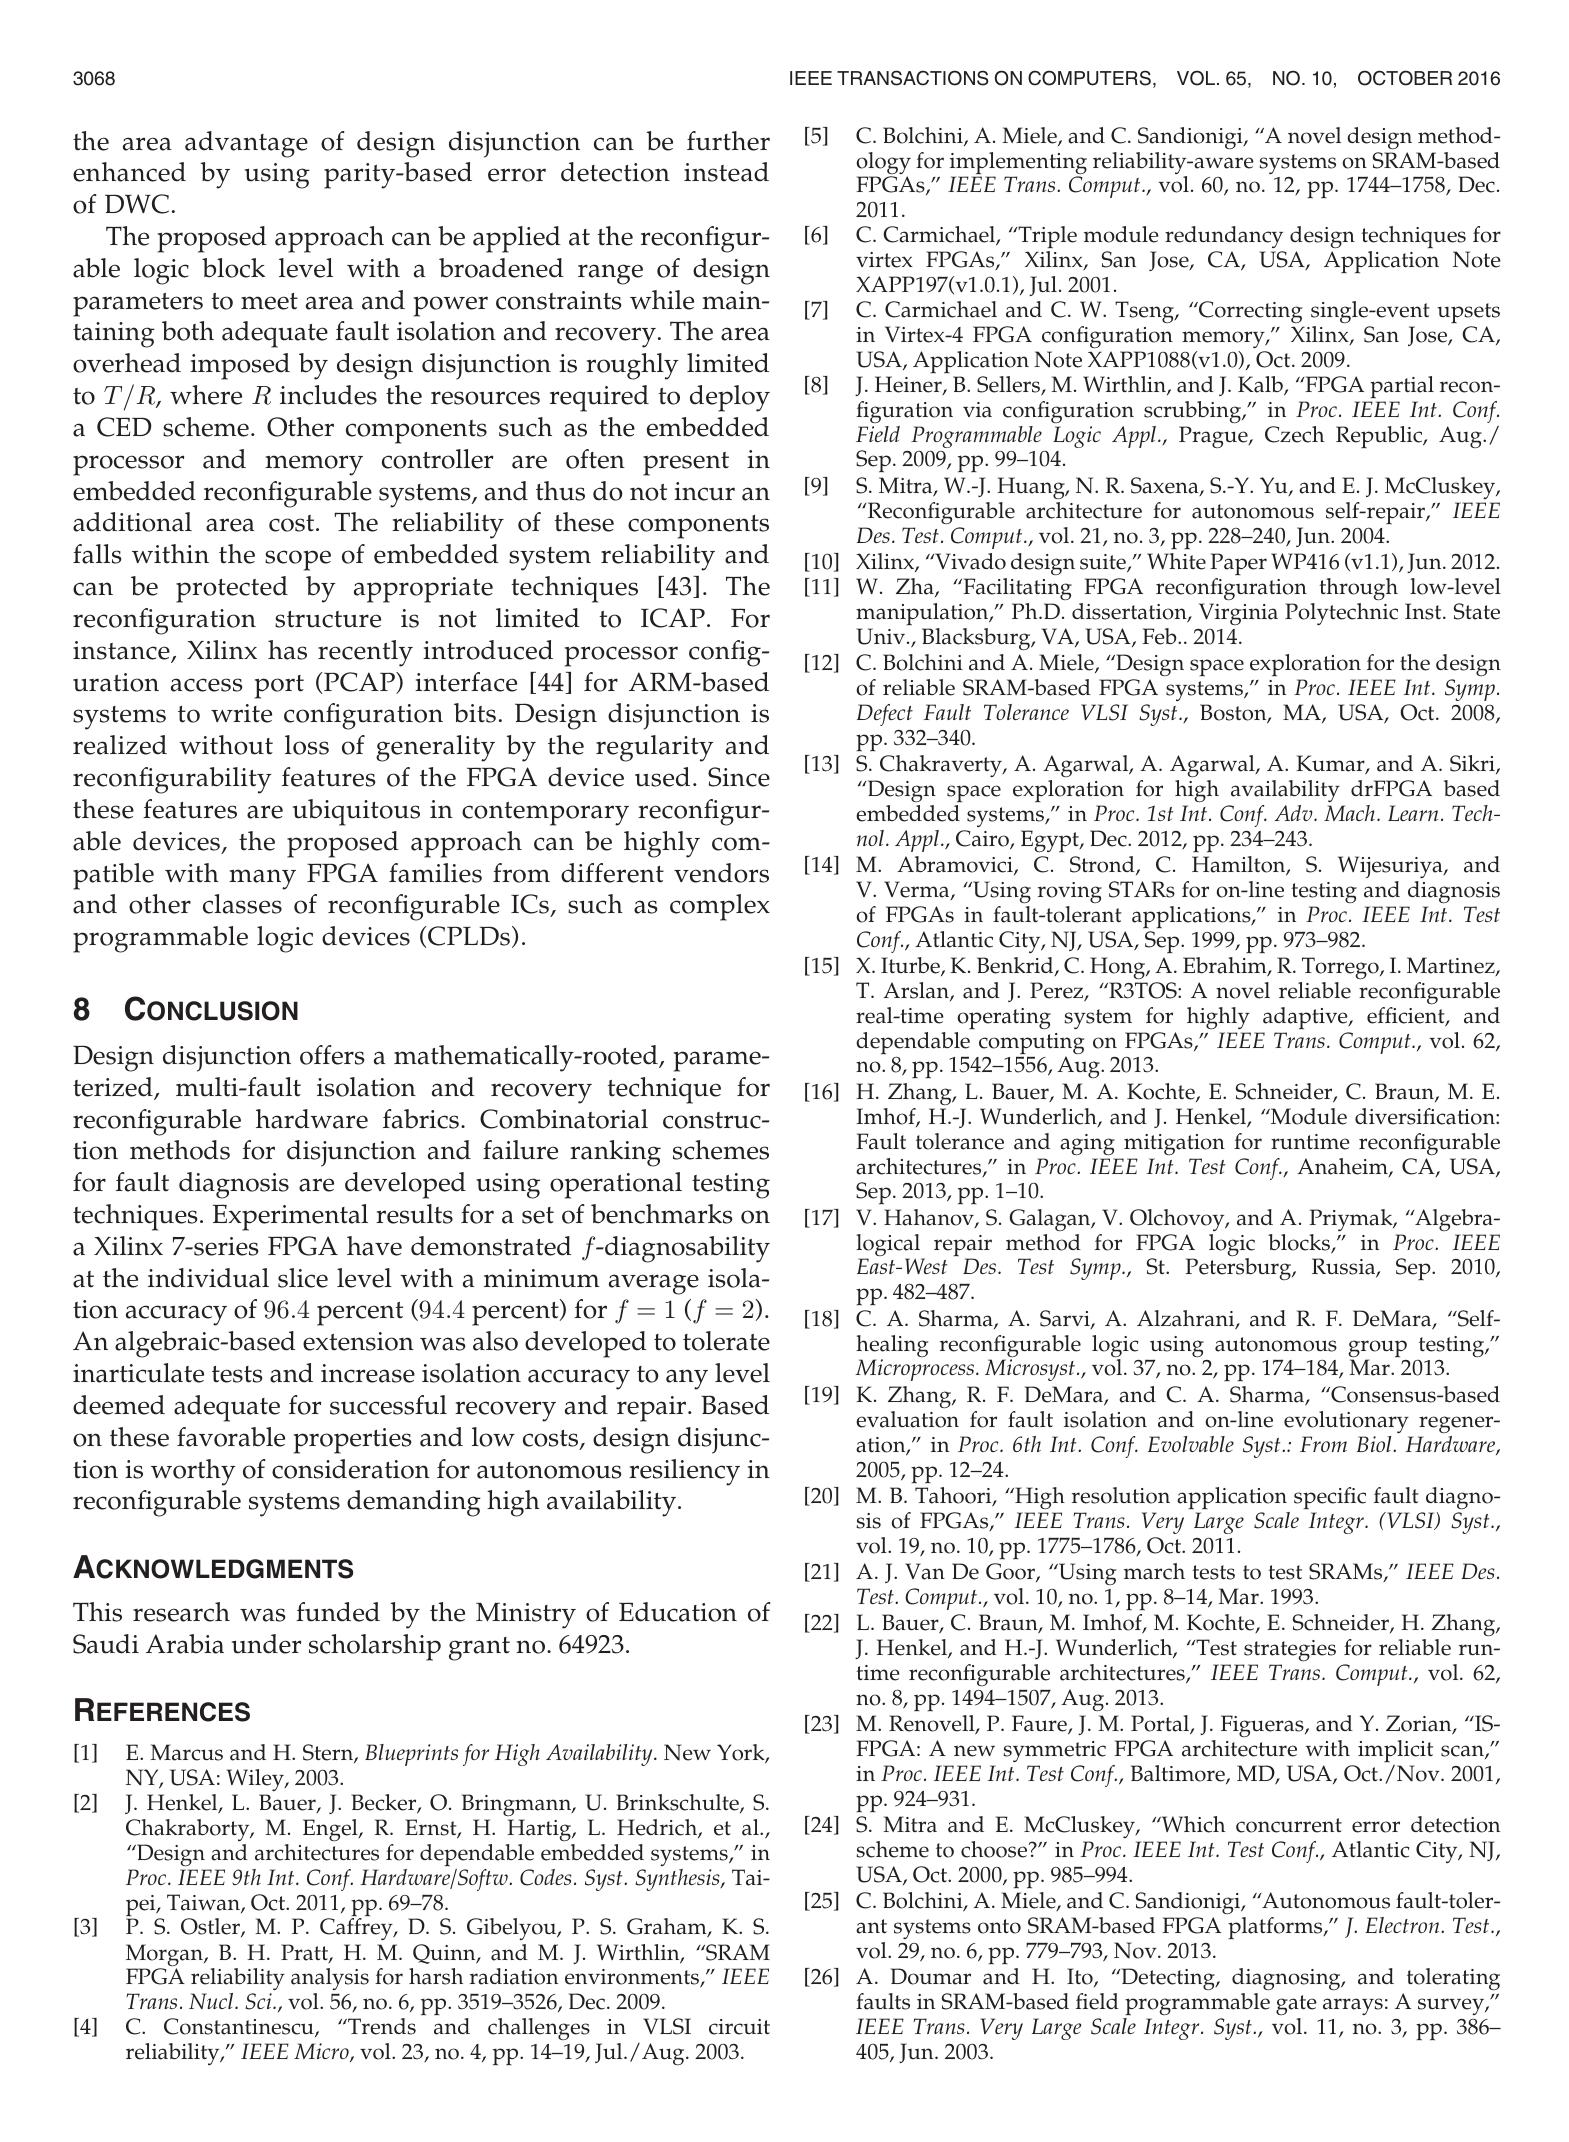 3068
IEEE TRANSACTIONS ON COMPUTERS, VOL. 65, NO. 10, OCTOBER 2016
the area advantage of design disjunction can be further
enhanced by using parity-based error detection instead
of DWC.
The proposed approach can be applied at the reconfigur-
able logic block level with a broadened range of design
parameters to meet area and power constraints while main-
taining both adequate fault isolation and recovery. The area
overhead imposed by design disjunction is roughly limited
to T/R, where R includes the resources required to deploy
a CED scheme. Other components such as the embedded
processor and memory controller are often present in
embedded reconfigurable systems, and thus do not incur an
additional area cost. The reliability of these components
falls within the scope of embedded system reliability and
can be protected by appropriate techniques [43]. The
reconfiguration structure is not limited to ICAP. For
instance, Xilinx has recently introduced processor config-
uration access port (PCAP) interface [44] for ARM-based
systems to write configuration bits. Design disjunction is
realized without loss of generality by the regularity and
reconfigurability features of the FPGA device used. Since
these features are ubiquitous in contemporary reconfigur-
able devices, the proposed approach can be highly com-
patible with many FPGA families from different vendors
and other classes of reconfigurable ICs, such as complex
programmable logic devices (CPLDs).
8 CONCLUSION
Design disjunction offers a mathematically-rooted, parame-
terized, multi-fault isolation and recovery technique for
reconfigurable hardware fabrics. Combinatorial construc-
tion methods for disjunction and failure ranking schemes
for fault diagnosis are developed using operational testing
techniques. Experimental results for a set of benchmarks on
a Xilinx 7-series FPGA have demonstrated f-diagnosability
at the individual slice level with a minimum average isola-
tion accuracy of 96.4 percent (94.4 percent) for f = 1 (f = 2).
An algebraic-based extension was also developed to tolerate
inarticulate tests and increase isolation accuracy to any level
deemed adequate for successful recovery and repair. Based
on these favorable properties and low costs, design disjunc-
tion is worthy of consideration for autonomous resiliency in
reconfigurable systems demanding high availability.
ACKNOWLEDGMENTS
This research was funded by the Ministry of Education of
Saudi Arabia under scholarship grant no. 64923.
REFERENCES
[1] E. Marcus and H. Stern, Blueprints for High Availability. New York,
NY, USA: Wiley, 2003.
[2] J. Henkel, L. Bauer, J. Becker, O. Bringmann, U. Brinkschulte, S.
Chakraborty, M. Engel, R. Ernst, H. Hartig, L. Hedrich, et al.,
“Design and architectures for dependable embedded systems,” in
Proc. IEEE 9th Int. Conf. Hardware/Softw. Codes. Syst. Synthesis, Tai-
pei, Taiwan, Oct. 2011, pp. 69–78.
[3] P. S. Ostler, M. P. Caffrey, D. S. Gibelyou, P. S. Graham, K. S.
Morgan, B. H. Pratt, H. M. Quinn, and M. J. Wirthlin, “SRAM
FPGA reliability analysis for harsh radiation environments,” IEEE
Trans. Nucl. Sci., vol. 56, no. 6, pp. 3519–3526, Dec. 2009.
[4] C. Constantinescu, “Trends and challenges in VLSI circuit
reliability,” IEEE Micro, vol. 23, no. 4, pp. 14–19, Jul./Aug. 2003.
[5] C. Bolchini, A. Miele, and C. Sandionigi, “A novel design method-
ology for implementing reliability-aware systems on SRAM-based
FPGAs,” IEEE Trans. Comput., vol. 60, no. 12, pp. 1744–1758, Dec.
2011.
[6] C. Carmichael, “Triple module redundancy design techniques for
virtex FPGAs,” Xilinx, San Jose, CA, USA, Application Note
XAPP197(v1.0.1), Jul. 2001.
[7] C. Carmichael and C. W. Tseng, “Correcting single-event upsets
in Virtex-4 FPGA configuration memory,” Xilinx, San Jose, CA,
USA, Application Note XAPP1088(v1.0), Oct. 2009.
[8] J. Heiner, B. Sellers, M. Wirthlin, and J. Kalb, “FPGA partial recon-
figuration via configuration scrubbing,” in Proc. IEEE Int. Conf.
Field Programmable Logic Appl., Prague, Czech Republic, Aug./
Sep. 2009, pp. 99–104.
[9] S. Mitra, W.-J. Huang, N. R. Saxena, S.-Y. Yu, and E. J. McCluskey,
“Reconfigurable architecture for autonomous self-repair,” IEEE
Des. Test. Comput., vol. 21, no. 3, pp. 228–240, Jun. 2004.
[10] Xilinx, “Vivado design suite,” White Paper WP416 (v1.1), Jun. 2012.
[11] W. Zha, “Facilitating FPGA reconfiguration through low-level
manipulation,” Ph.D. dissertation, Virginia Polytechnic Inst. State
Univ., Blacksburg, VA, USA, Feb.. 2014.
[12] C. Bolchini and A. Miele, “Design space exploration for the design
of reliable SRAM-based FPGA systems,” in Proc. IEEE Int. Symp.
Defect Fault Tolerance VLSI Syst., Boston, MA, USA, Oct. 2008,
pp. 332–340.
[13] S. Chakraverty, A. Agarwal, A. Agarwal, A. Kumar, and A. Sikri,
“Design space exploration for high availability drFPGA based
embedded systems,” in Proc. 1st Int. Conf. Adv. Mach. Learn. Tech-
nol. Appl., Cairo, Egypt, Dec. 2012, pp. 234–243.
[14] M. Abramovici, C. Strond, C. Hamilton, S. Wijesuriya, and
V. Verma, “Using roving STARs for on-line testing and diagnosis
of FPGAs in fault-tolerant applications,” in Proc. IEEE Int. Test
Conf., Atlantic City, NJ, USA, Sep. 1999, pp. 973–982.
[15] X. Iturbe, K. Benkrid, C. Hong, A. Ebrahim, R. Torrego, I. Martinez,
T. Arslan, and J. Perez, “R3TOS: A novel reliable reconfigurable
real-time operating system for highly adaptive, efficient, and
dependable computing on FPGAs,” IEEE Trans. Comput., vol. 62,
no. 8, pp. 1542–1556, Aug. 2013.
[16] H. Zhang, L. Bauer, M. A. Kochte, E. Schneider, C. Braun, M. E.
Imhof, H.-J. Wunderlich, and J. Henkel, “Module diversification:
Fault tolerance and aging mitigation for runtime reconfigurable
architectures,” in Proc. IEEE Int. Test Conf., Anaheim, CA, USA,
Sep. 2013, pp. 1–10.
[17] V. Hahanov, S. Galagan, V. Olchovoy, and A. Priymak, “Algebra-
logical repair method for FPGA logic blocks,” in Proc. IEEE
East-West Des. Test Symp., St. Petersburg, Russia, Sep. 2010,
pp. 482–487.
[18] C. A. Sharma, A. Sarvi, A. Alzahrani, and R. F. DeMara, “Self-
healing reconfigurable logic using autonomous group testing,”
Microprocess. Microsyst., vol. 37, no. 2, pp. 174–184, Mar. 2013.
[19] K. Zhang, R. F. DeMara, and C. A. Sharma, “Consensus-based
evaluation for fault isolation and on-line evolutionary regener-
ation,” in Proc. 6th Int. Conf. Evolvable Syst.: From Biol. Hardware,
2005, pp. 12–24.
[20] M. B. Tahoori, “High resolution application specific fault diagno-
sis of FPGAs,” IEEE Trans. Very Large Scale Integr. (VLSI) Syst.,
vol. 19, no. 10, pp. 1775–1786, Oct. 2011.
[21] A. J. Van De Goor, “Using march tests to test SRAMs,” IEEE Des.
Test. Comput., vol. 10, no. 1, pp. 8–14, Mar. 1993.
[22] L. Bauer, C. Braun, M. Imhof, M. Kochte, E. Schneider, H. Zhang,
J. Henkel, and H.-J. Wunderlich, “Test strategies for reliable run-
time reconfigurable architectures,” IEEE Trans. Comput., vol. 62,
no. 8, pp. 1494–1507, Aug. 2013.
[23] M. Renovell, P. Faure, J. M. Portal, J. Figueras, and Y. Zorian, “IS-
FPGA: A new symmetric FPGA architecture with implicit scan,”
in Proc. IEEE Int. Test Conf., Baltimore, MD, USA, Oct./Nov. 2001,
pp. 924–931.
[24] S. Mitra and E. McCluskey, “Which concurrent error detection
scheme to choose?” in Proc. IEEE Int. Test Conf., Atlantic City, NJ,
USA, Oct. 2000, pp. 985–994.
[25] C. Bolchini, A. Miele, and C. Sandionigi, “Autonomous fault-toler-
ant systems onto SRAM-based FPGA platforms,” J. Electron. Test.,
vol. 29, no. 6, pp. 779–793, Nov. 2013.
[26] A. Doumar and H. Ito, “Detecting, diagnosing, and tolerating
faults in SRAM-based field programmable gate arrays: A survey,”
IEEE Trans. Very Large Scale Integr. Syst., vol. 11, no. 3, pp. 386–
405, Jun. 2003.